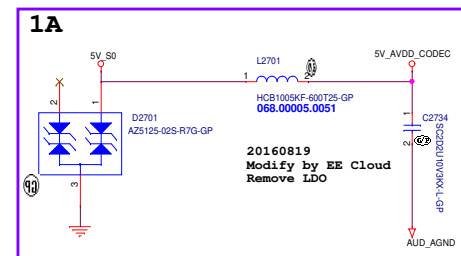 1A
5V_S0
L2701
5V_AVDD_CODEC
1
2
HCB1005KF-600T25-GP
068.00005.0051
2
1
D2701
AZ5125-02S-R7G-GP
3
1
C2734
2
SC2D2U10V3KX-L-GP
20160819
Modify by EE Cloud
Remove LDO
AUD_AGND